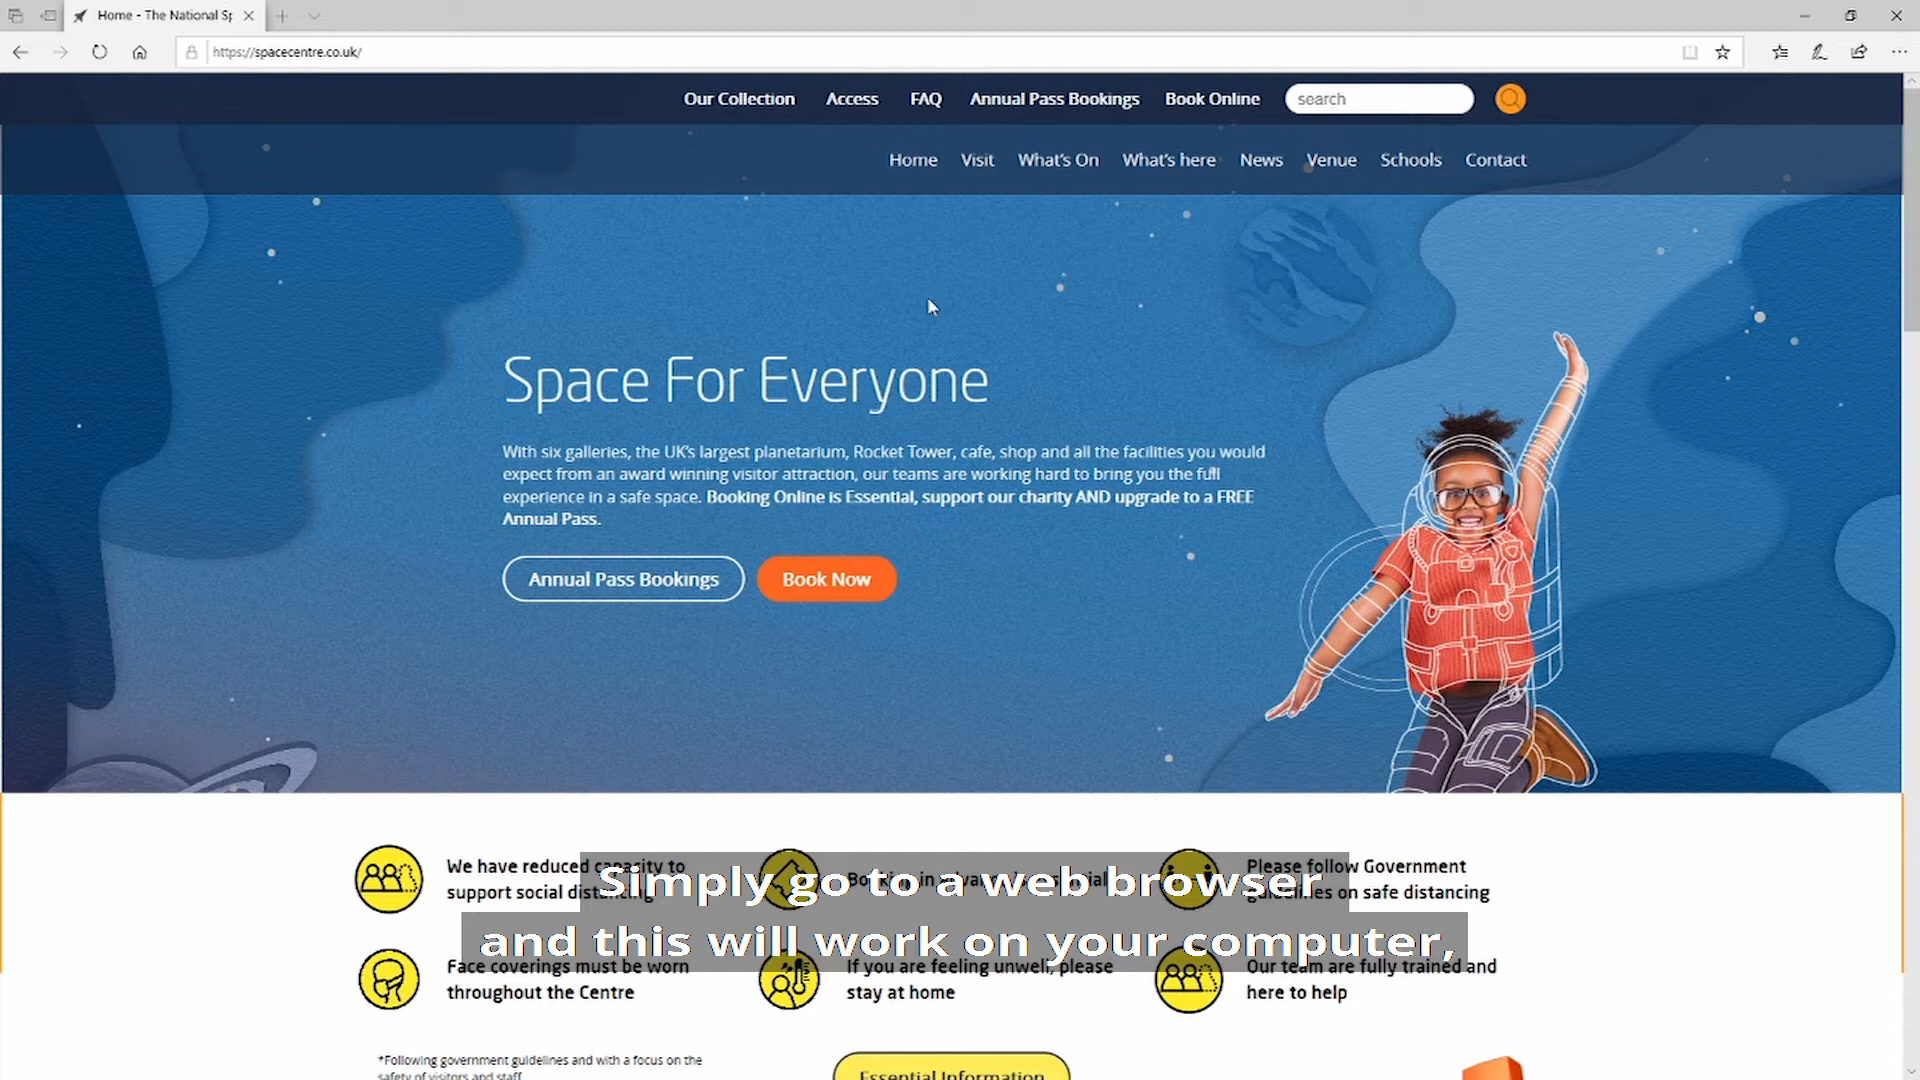 Home - The National Sp
https://spacecentre.co.uk/
Our Collection Access FAQ Annual Pass Bookings Book Online search
Home Visit What's On What's here News Venue Schools Contact
Space For Everyone
With six galleries, the UK's largest planetarium, Rocket Tower, cafe, shop and all the facilities you would
expect from an award winning visitor attraction, our teams are working hard to bring you the full
experience in a safe space. Booking Online is Essential, support our charity AND upgrade to a FREE
Annual Pass.
Annual Pass Bookings Book Now
We have reduced capacity to
support social distancing
Please follow Government
guidelines on safe distancing
Simply go to a web browser
and this will work on your computer,
Face coverings must be worn
throughout the Centre
If you are feeling unwell, please
stay at home
Our team are fully trained and
here to help
*Following government guidelines and with a focus on the
safety of visitors and staff
Essential Information